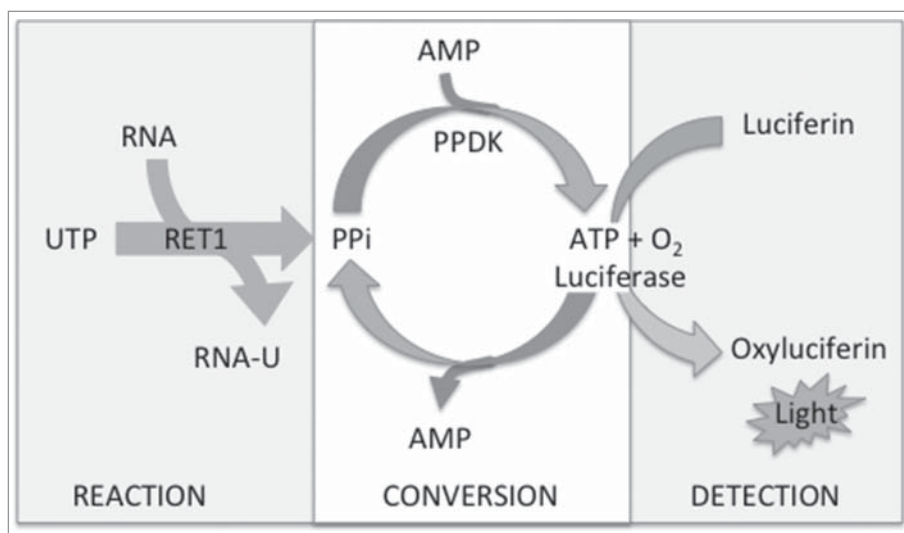 AMP
RNA
PPDK
Luciferin
UTP
RET1
PPi
ATP + O₂
Luciferase
RNA-U
Oxyluciferin
Light
AMP
REACTION
CONVERSION
DETECTION